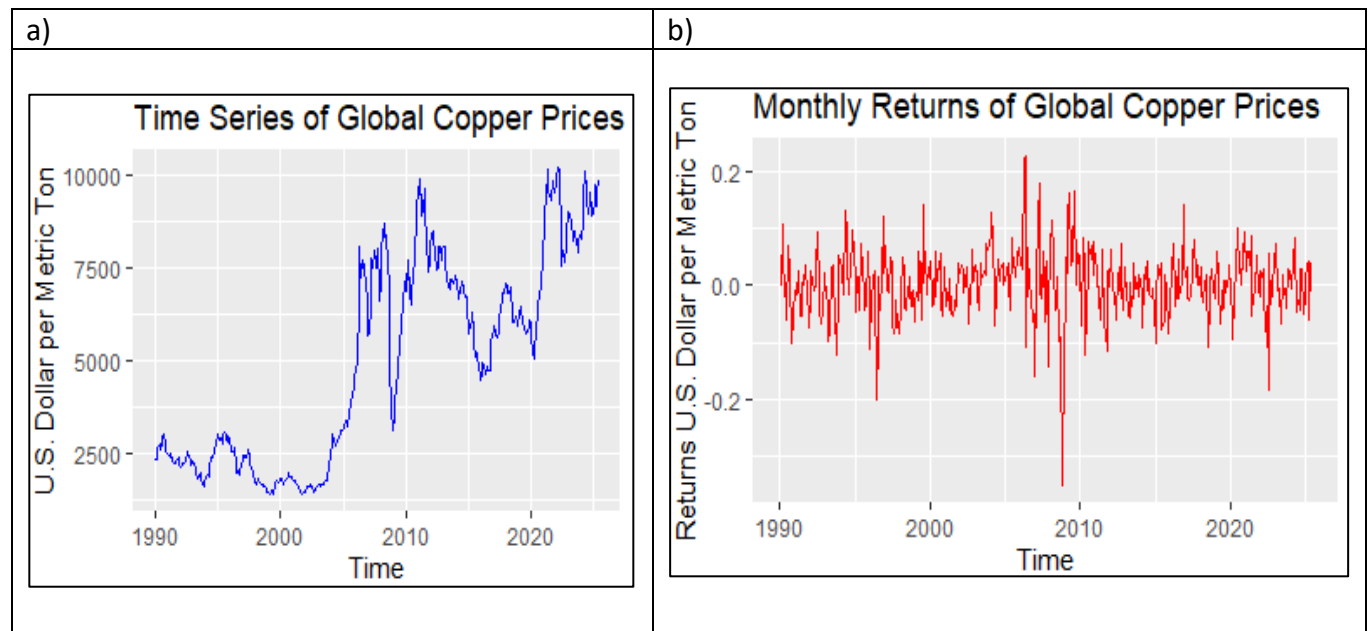 a)
b)
Time Series of Global Copper Prices
U.S. Dollar per Metric Ton
10000
7500
5000
2500
1990 2000 2010 2020
Time
Monthly Returns of Global Copper Prices
Returns U.S. Dollar per Metric Ton
0.2
0.0
-0.2
1990 2000 2010 2020
Time